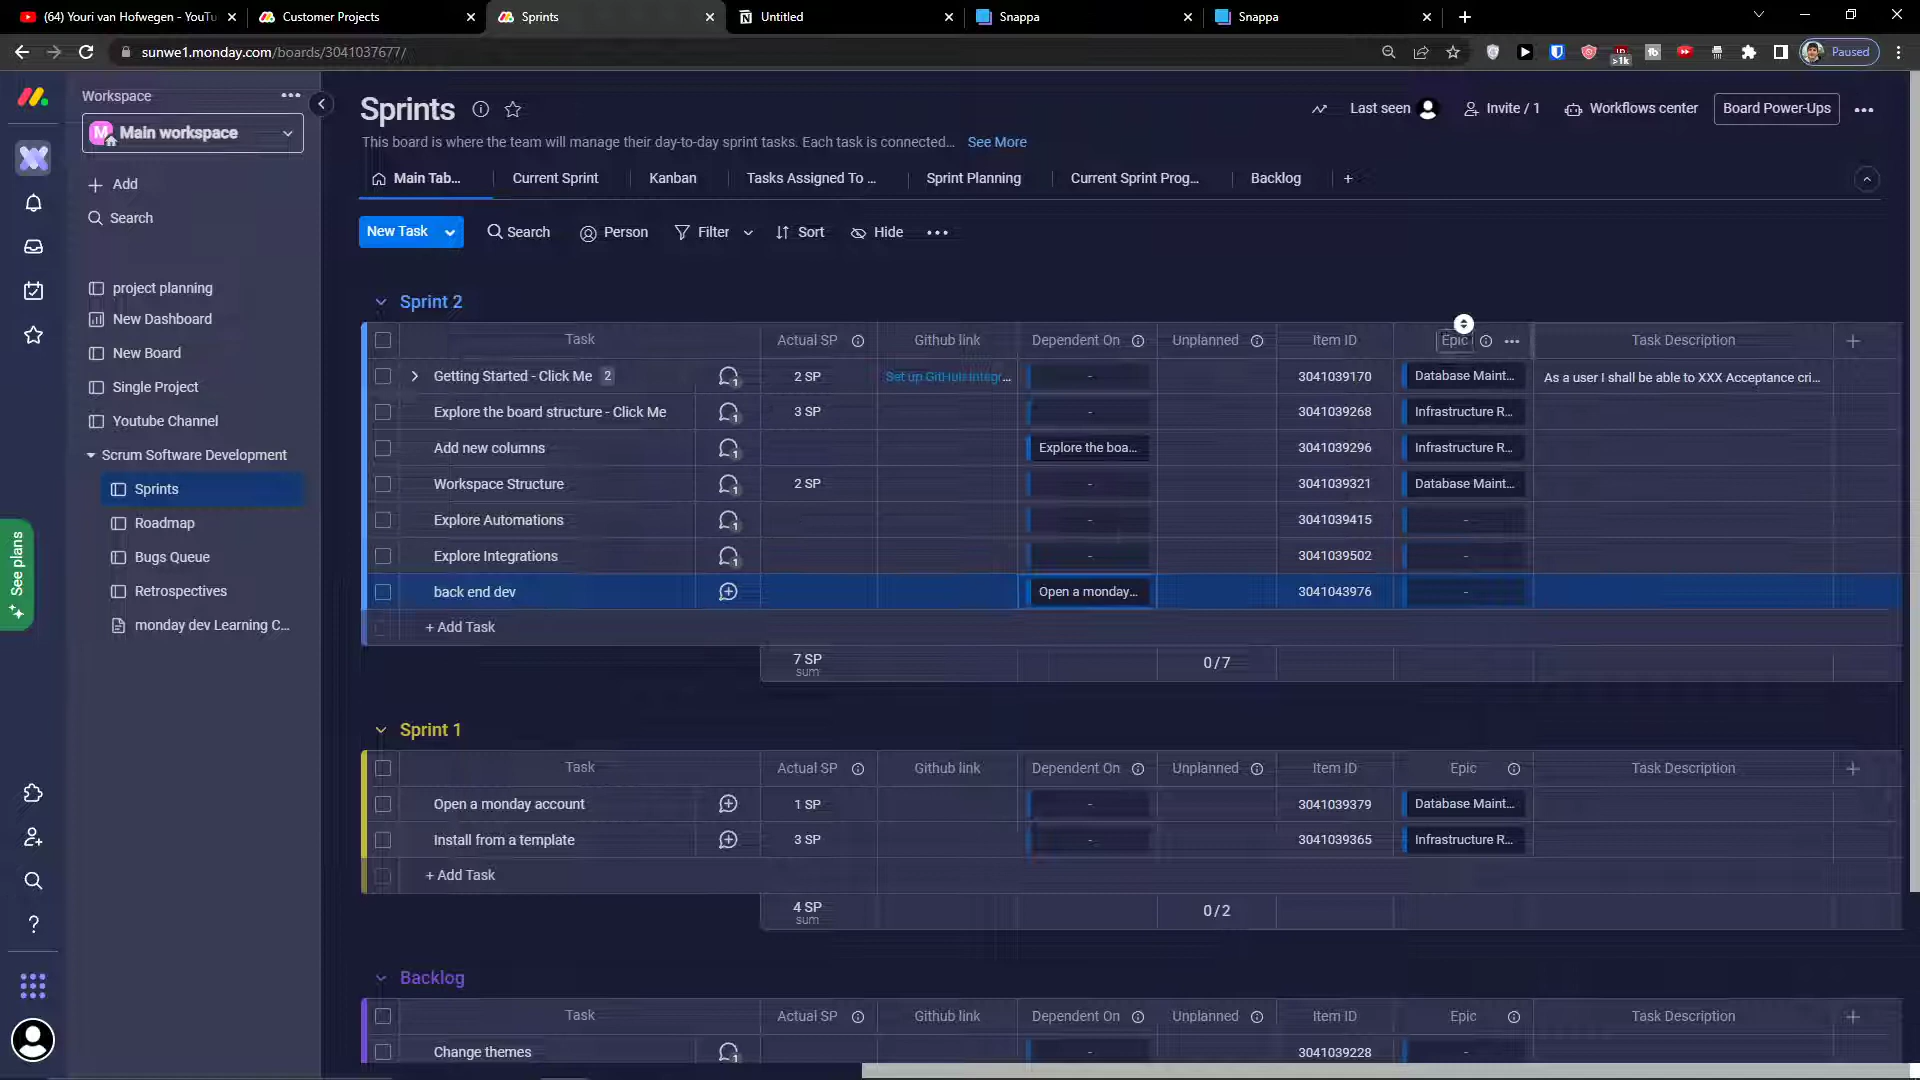 (64) Youri van Hofwegen - YouTu
Customer Projects
Sprints
Untitled
Snappa
Snappa
sunwe1.monday.com/boards/3041037677/
>1k
Paused
Workspace
M
Main workspace
Add
Search
project planning
New Dashboard
New Board
Single Project
Youtube Channel
Scrum Software Development
Sprints
Roadmap
Bugs Queue
Retrospectives
monday dev Learning C...
See plans
Sprints
Last seen
Invite / 1
Workflows center
Board Power-Ups
This board is where the team will manage their day-to-day sprint tasks. Each task is connected... See More
Main Tab...
Current Sprint
Kanban
Tasks Assigned To ...
Sprint Planning
Current Sprint Prog...
Backlog
New Task
Search
Person
Filter
Sort
Hide
Sprint 2
Task Actual SP Github link Dependent On Unplanned Item ID Epic Task Description
Getting Started - Click Me 2 1 2 SP Set up GitHub Integr... - 3041039170 Database Maint... As a user I shall be able to XXX Acceptance cri...
Explore the board structure - Click Me 1 3 SP - 3041039268 Infrastructure R...
Add new columns 1 Explore the boa... 3041039296 Infrastructure R...
Workspace Structure 1 2 SP - 3041039321 Database Maint...
Explore Automations 1 - 3041039415 -
Explore Integrations 1 - 3041039502 -
back end dev Open a monday... 3041043976 -
+ Add Task
7 SP 0 / 7
sum
Sprint 1
Task Actual SP Github link Dependent On Unplanned Item ID Epic Task Description
Open a monday account 1 SP - 3041039379 Database Maint...
Install from a template 3 SP - 3041039365 Infrastructure R...
+ Add Task
4 SP 0 / 2
sum
Backlog
Task Actual SP Github link Dependent On Unplanned Item ID Epic Task Description
Change themes 1 - 3041039228 -